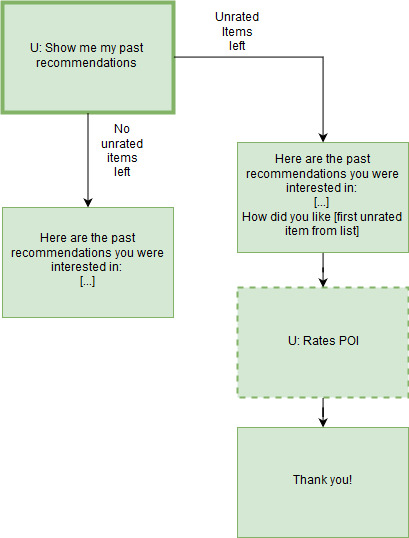 U: Show me my past
recommendations
Unrated
Items
left
No
unrated
items
left
Here are the past
recommendations you were
interested in:
[...]
How did you like [first unrated
item from list]
Here are the past
recommendations you were
interested in:
[...]
U: Rates POI
Thank you!